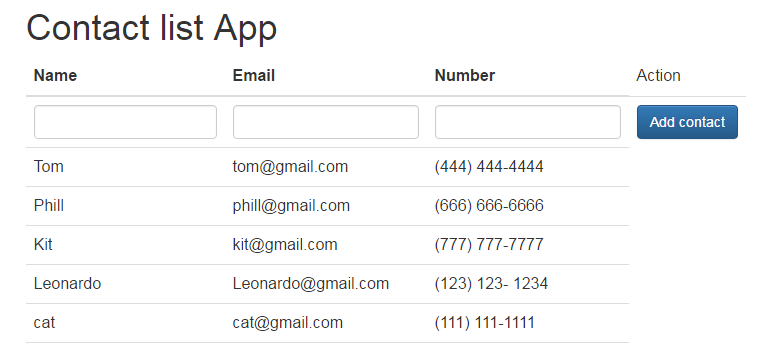 Contact list App
Name Email Number Action
Add contact
Tom tom@gmail.com (444) 444-4444
Phill phill@gmail.com (666) 666-6666
Kit kit@gmail.com (777) 777-7777
Leonardo Leonardo@gmail.com (123) 123- 1234
cat cat@gmail.com (111) 111-1111